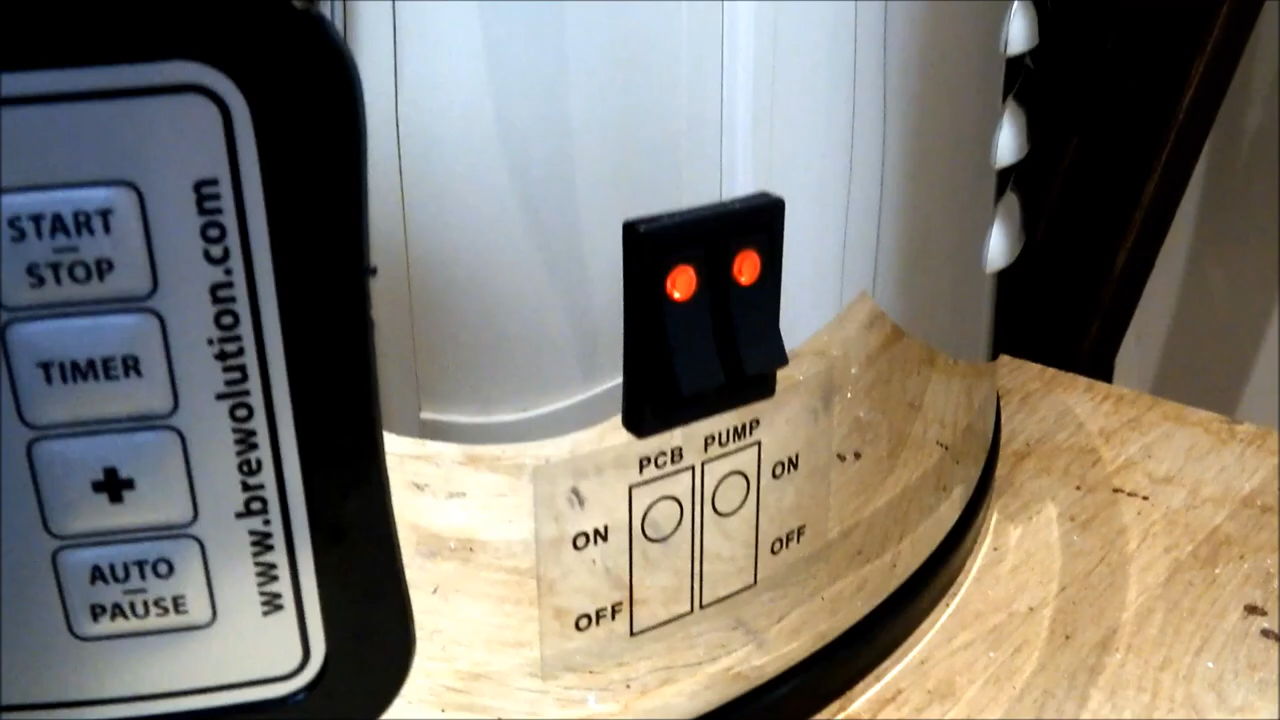 START
STOP
TIMER
+
AUTO
PAUSE
www.brewolution.com
PCB PUMP
ON ON
OFF OFF